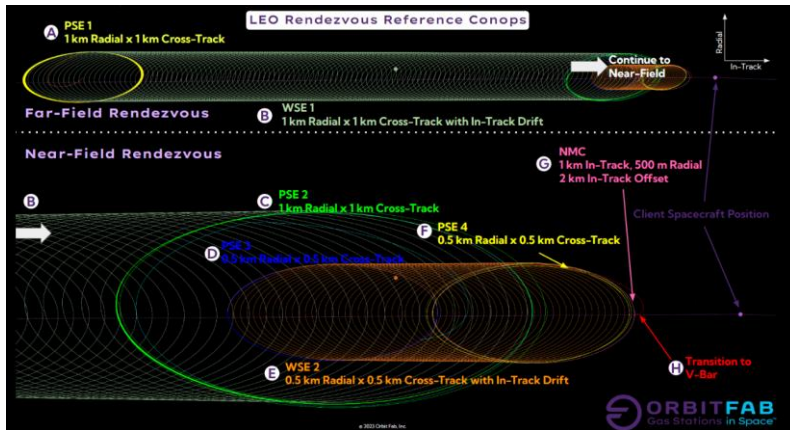 LEO Rendezvous Reference Conops
A
PSE 1
1 km Radial x 1 km Cross-Track
Radial
In-Track
Continue to
Near-Field
Far-Field Rendezvous
B
WSE 1
1 km Radial x 1 km Cross-Track with In-Track Drift
Near-Field Rendezvous
G
NMC
1 km In-Track, 500 m Radial
2 km In-Track Offset
B
C
PSE 2
1 km Radial x 1 km Cross-Track
Client Spacecraft Position
D
PSE 3
0.5 km Radial x 0.5 km Cross-Track
F
PSE 4
0.5 km Radial x 0.5 km Cross-Track
E
WSE 2
0.5 km Radial x 0.5 km Cross-Track with In-Track Drift
H
Transition to
V-Bar
ORBITFAB
Gas Stations in Space™
© 2023 Orbit Fab, Inc